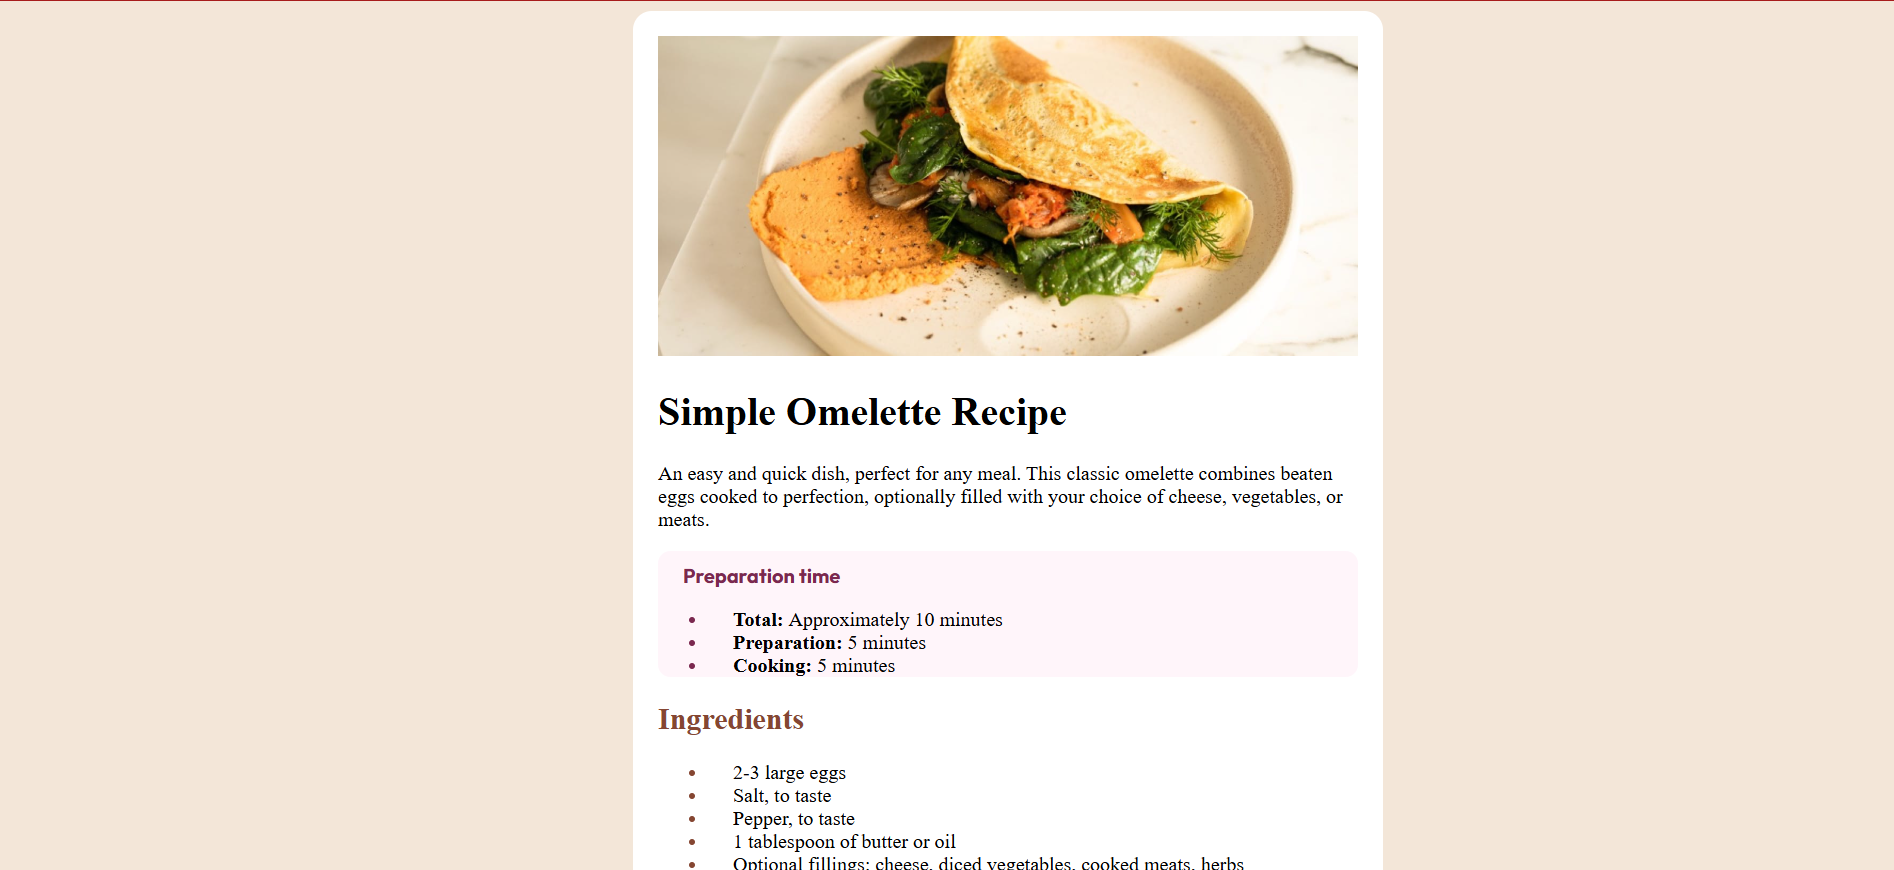 Simple Omelette Recipe
An easy and quick dish, perfect for any meal. This classic omelette combines beaten
eggs cooked to perfection, optionally filled with your choice of cheese, vegetables, or
meats.
Preparation time
• Total: Approximately 10 minutes
• Preparation: 5 minutes
• Cooking: 5 minutes
Ingredients
• 2-3 large eggs
• Salt, to taste
• Pepper, to taste
• 1 tablespoon of butter or oil
• Optional fillings: cheese, diced vegetables, cooked meats, herbs